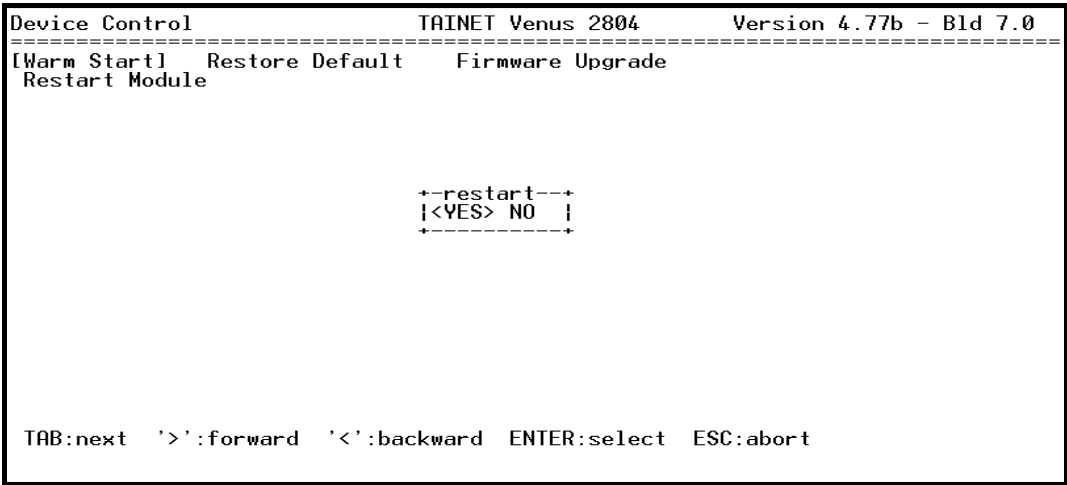 Device Control TAINET Venus 2804 Version 4.77b - Bld 7.0
================================================================================
[Warm Start] Restore Default Firmware Upgrade
Restart Module
+-restart--+
|<YES> NO |
+----------+
TAB:next '>':forward '<':backward ENTER:select ESC:abort